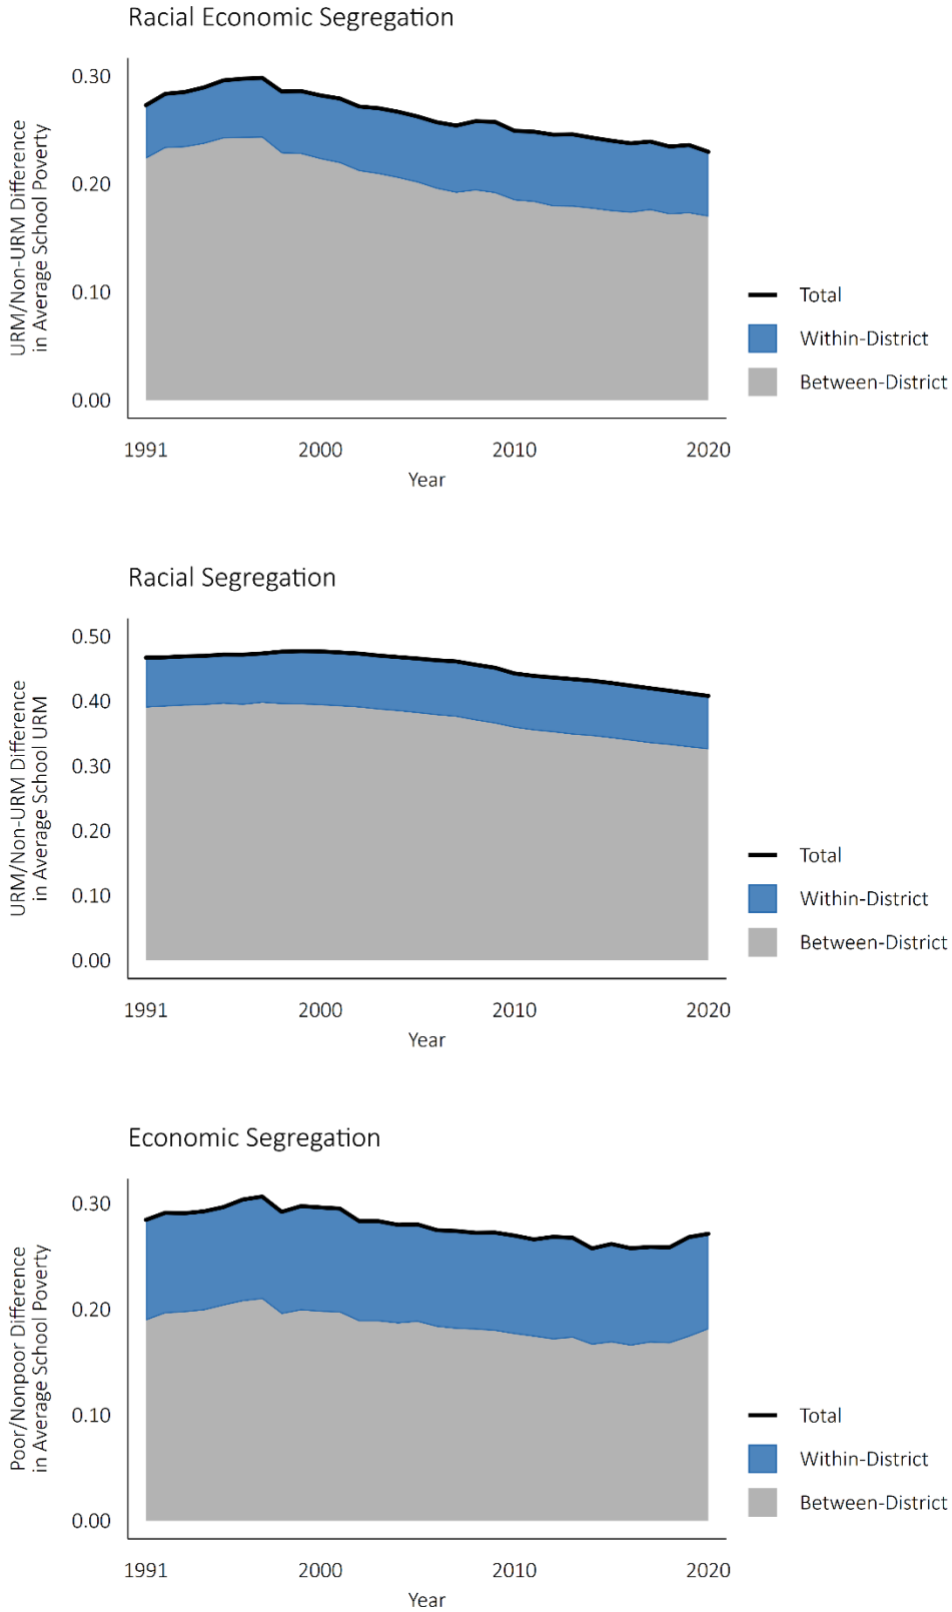 Racial Economic Segregation
URM/Non-URM Difference
in Average School Poverty
0.30
0.20
0.10
0.00
1991
2000
2010
2020
Year
Total
Within-District
Between-District
Racial Segregation
URM/Non-URM Difference
in Average School URM
0.50
0.40
0.30
0.20
0.10
0.00
1991
2000
2010
2020
Year
Total
Within-District
Between-District
Economic Segregation
Poor/Nonpoor Difference
in Average School Poverty
0.30
0.20
0.10
0.00
1991
2000
2010
2020
Year
Total
Within-District
Between-District